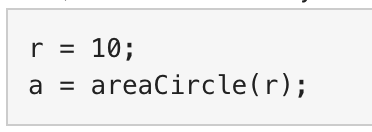 r = 10;
a = areaCircle(r);